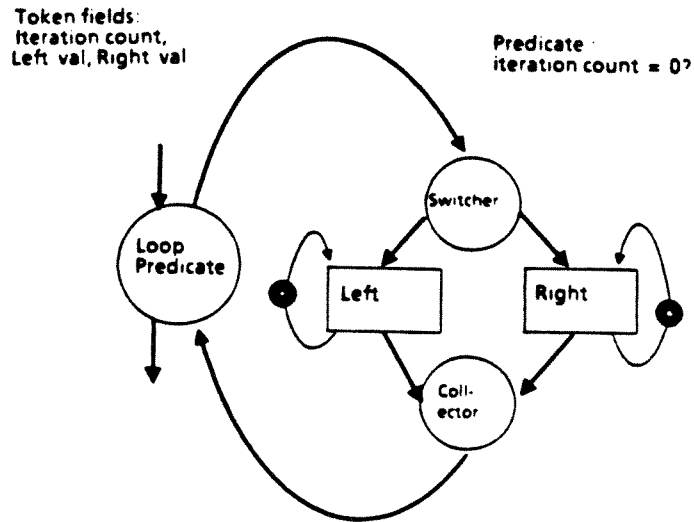 Token fields:
Iteration count,
Left val, Right val
Predicate
iteration count = 0?
Switcher
Loop
Predicate
Left
Right
Coll-
ector